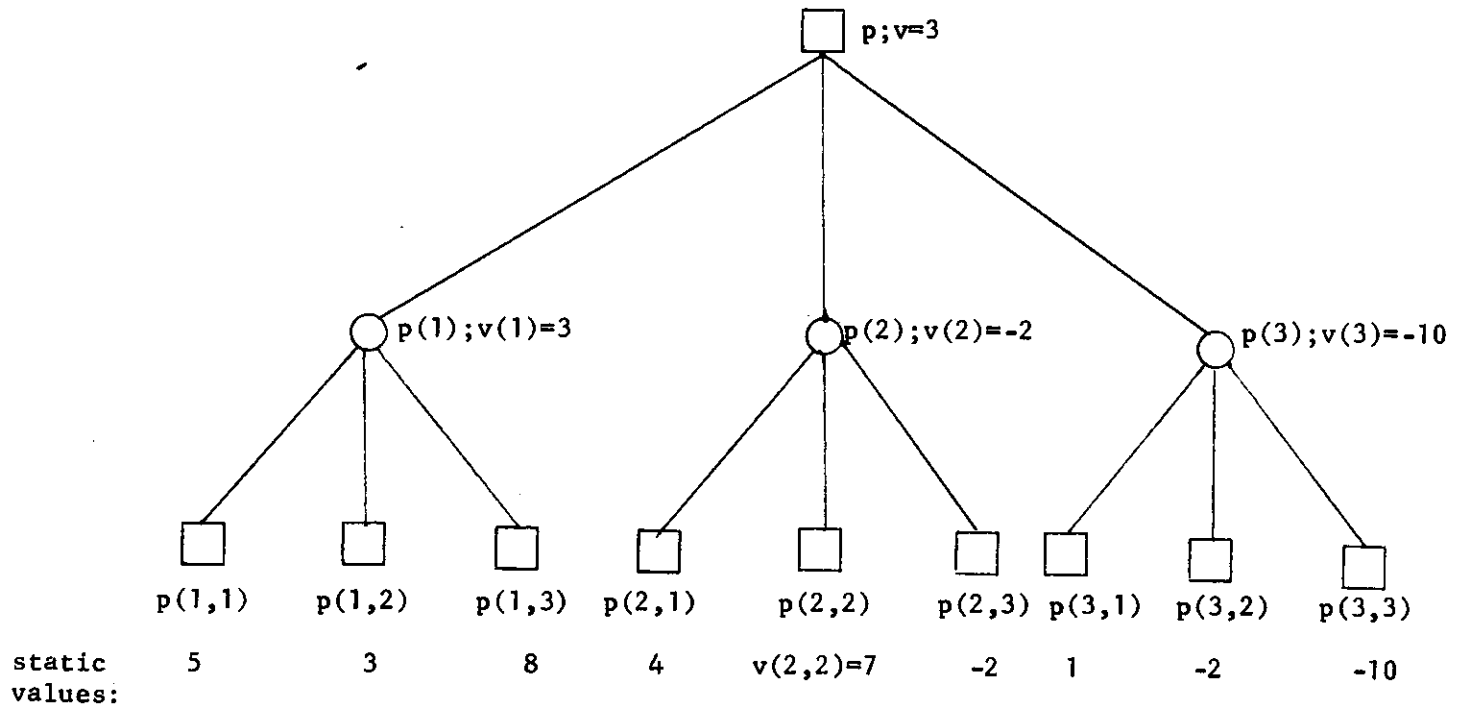 p;v=3
p(1);v(1)=3 p(2);v(2)=-2 p(3);v(3)=-10
p(1,1) p(1,2) p(1,3) p(2,1) p(2,2) p(2,3) p(3,1) p(3,2) p(3,3)
static 5 3 8 4 v(2,2)=7 -2 1 -2 -10
values: